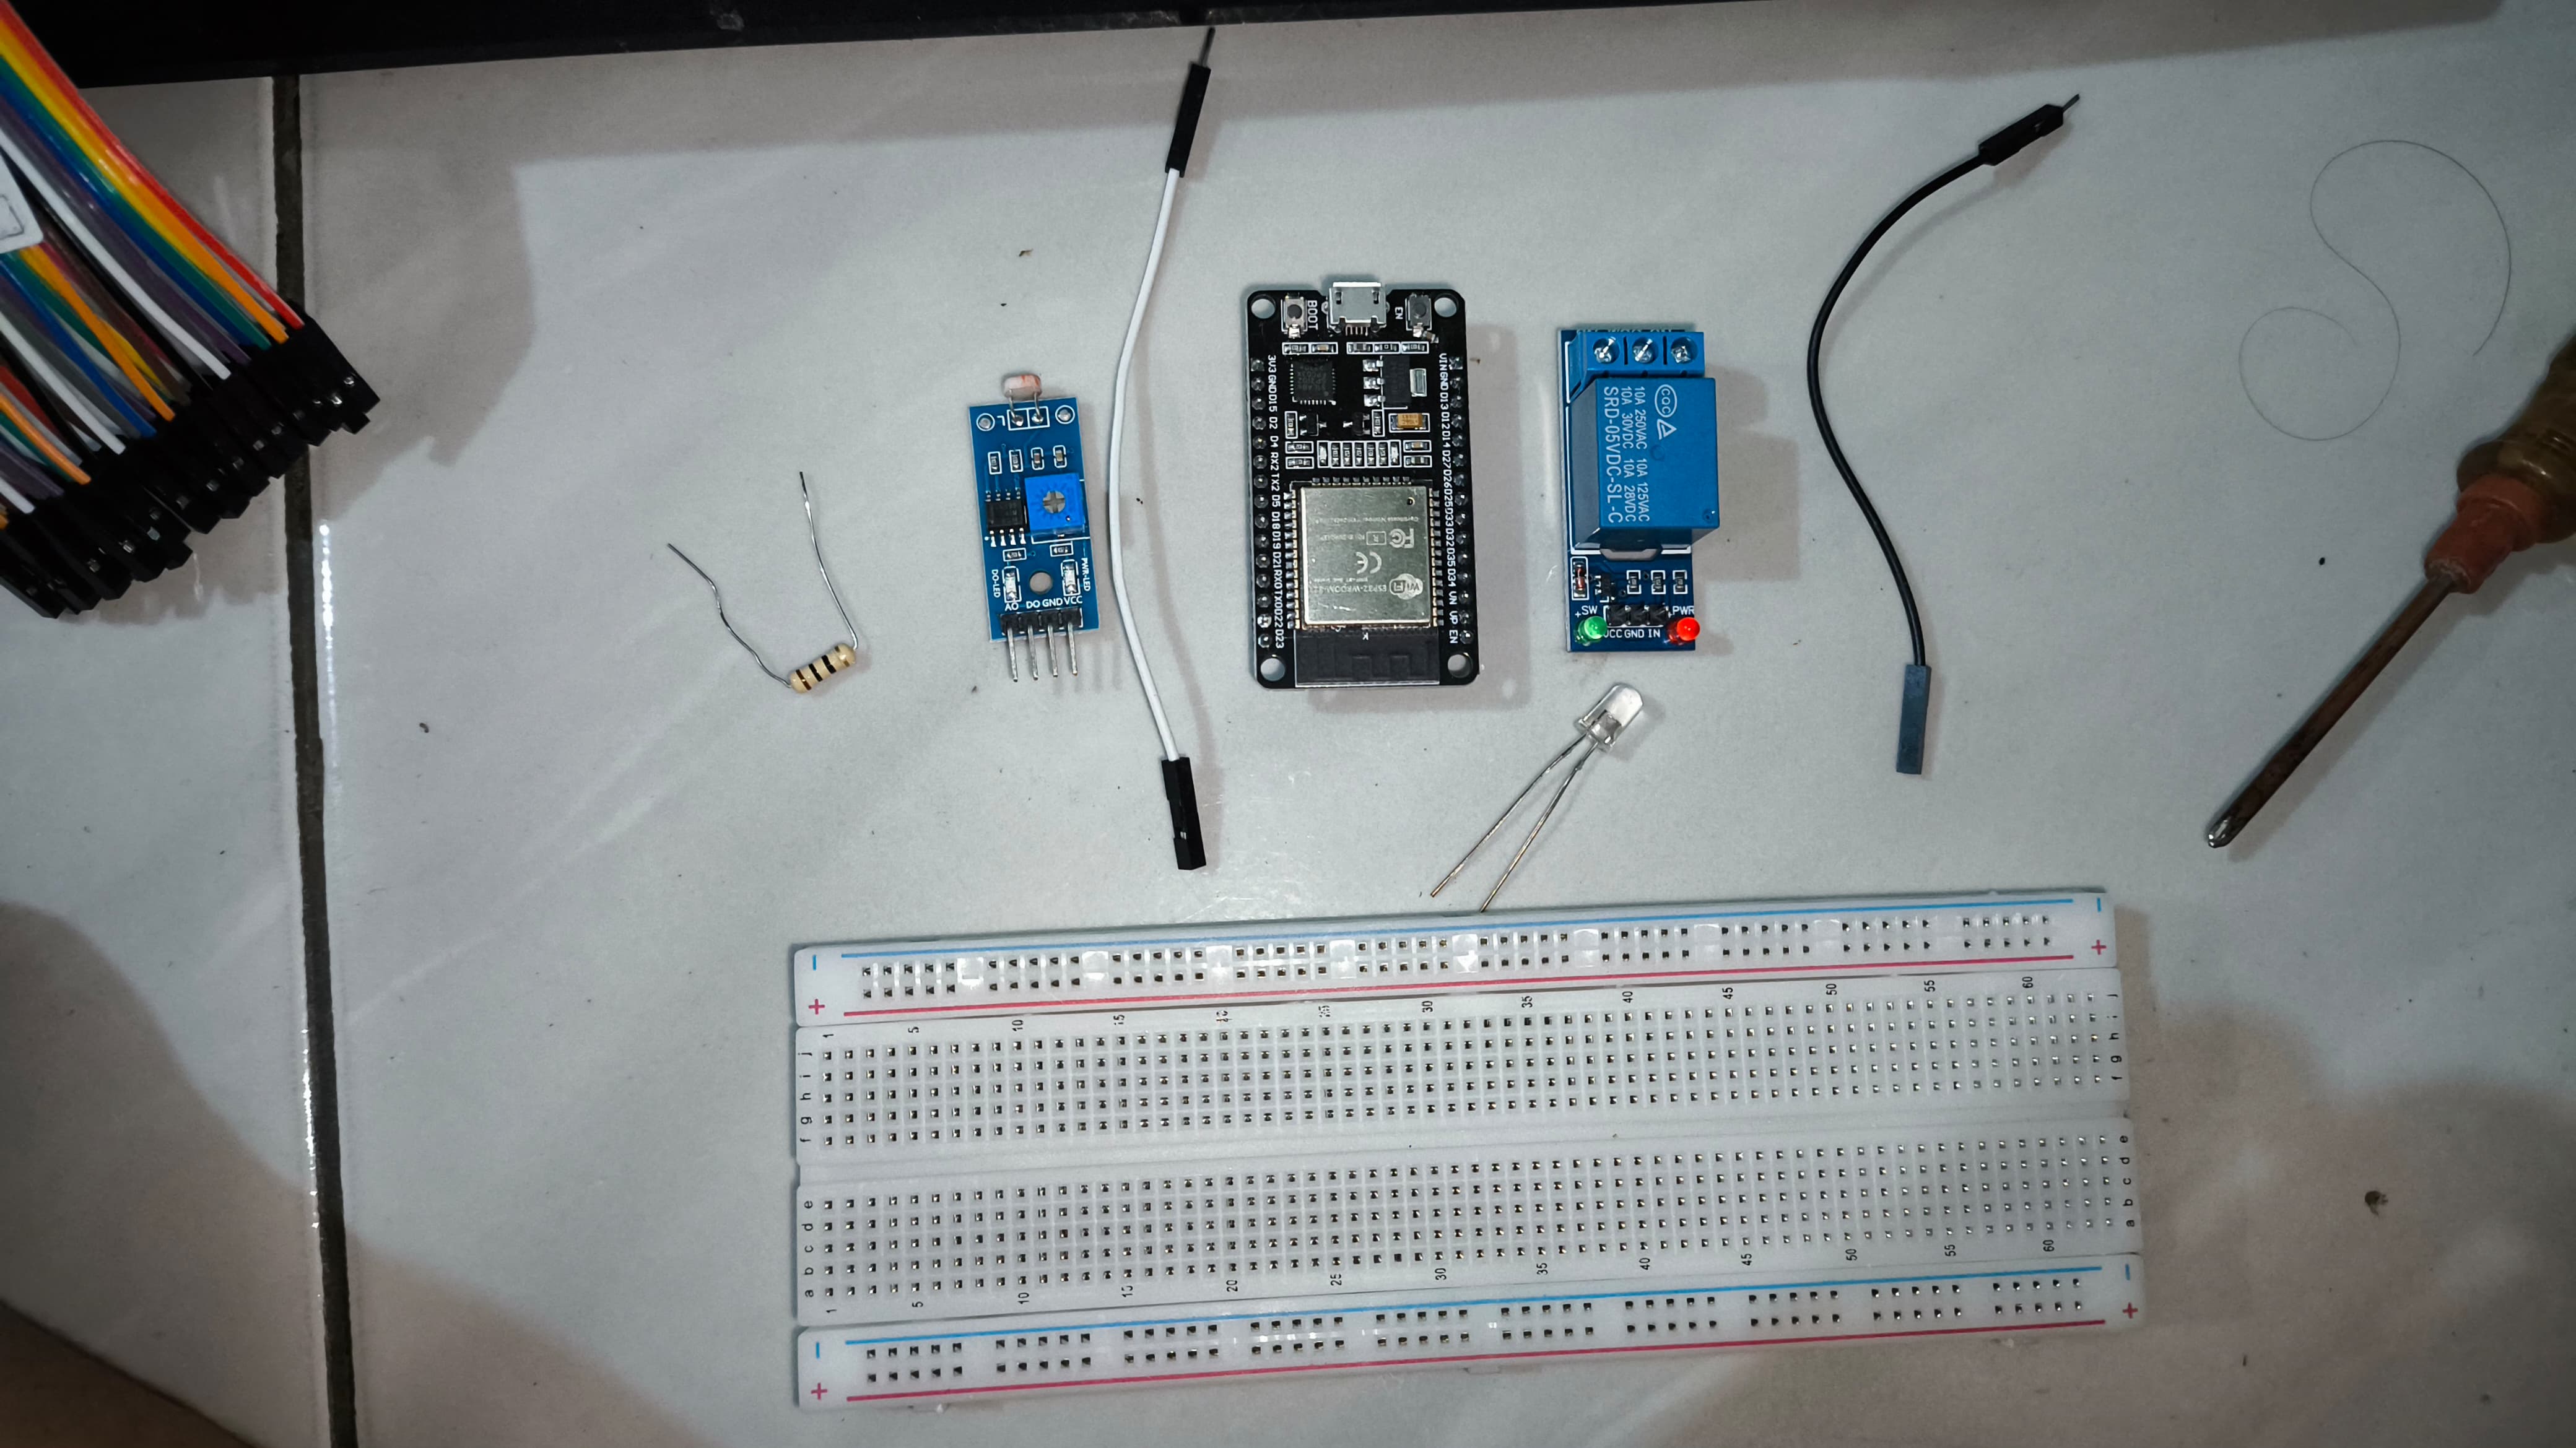 L
DO-LED
PWR-LED
AO DO GND VCC
BOOT
EN
3V3 GND D15 D2 D4 RX2 TX2 D5 D18 D19 D21 RX0 TX0 D22 D23
VIN GND D13 D12 D14 D27 D26 D25 D33 D32 D35 D34 VN VP EN
FC
CE
WiFi
ESP32-WROOM-32
CQC
10A 250VAC 10A 125VAC
10A 30VDC 10A 28VDC
SRD-05VDC-SL-C
+SW
PWR
VCC GND IN
- -
+ +
1 5 10 15 20 25 30 35 40 45 50 55 60
j j
i i
h h
g g
f f
e e
d d
c c
b b
a a
1 5 10 15 20 25 30 35 40 45 50 55 60
- -
+ +